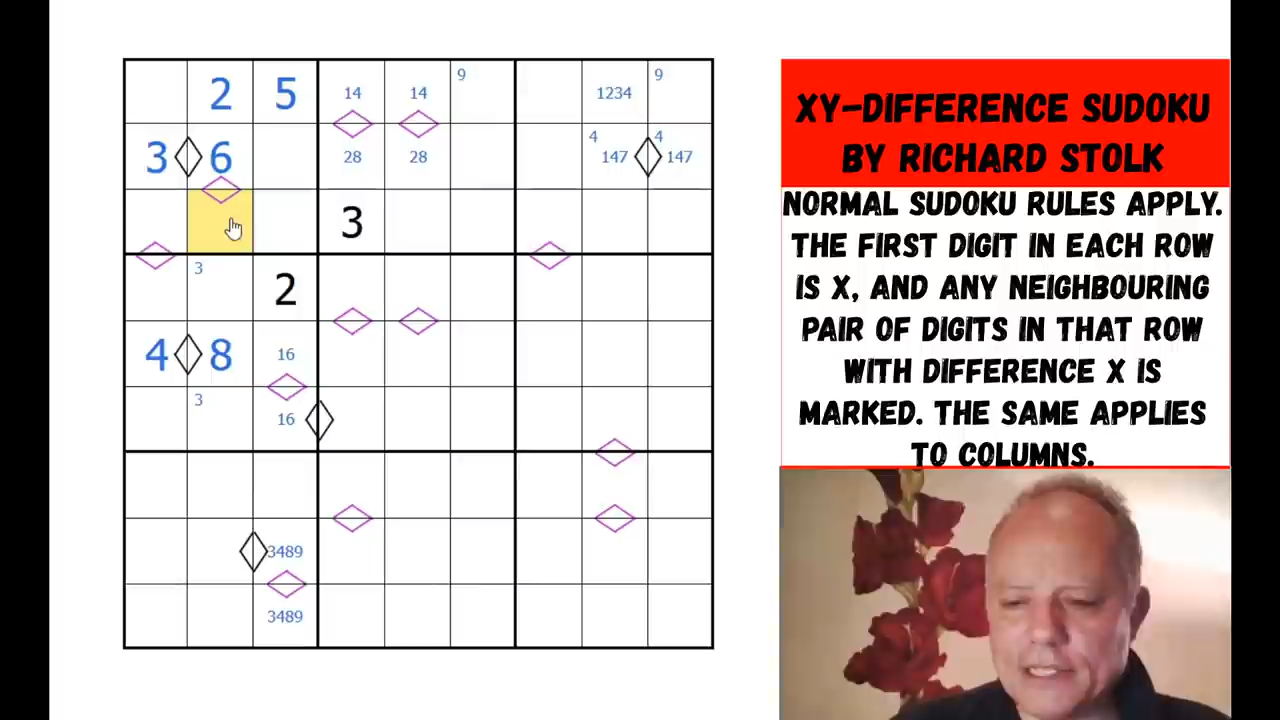 XY-DIFFERENCE SUDOKU
BY RICHARD STOLK
NORMAL SUDOKU RULES APPLY.
THE FIRST DIGIT IN EACH ROW
IS X, AND ANY NEIGHBOURING
PAIR OF DIGITS IN THAT ROW
WITH DIFFERENCE X IS
MARKED. THE SAME APPLIES
TO COLUMNS.
2 5 14 14 9 1234 9
3 6 28 28 4 147 4 147
3
3 2
4 8 16
3 16
3489
3489